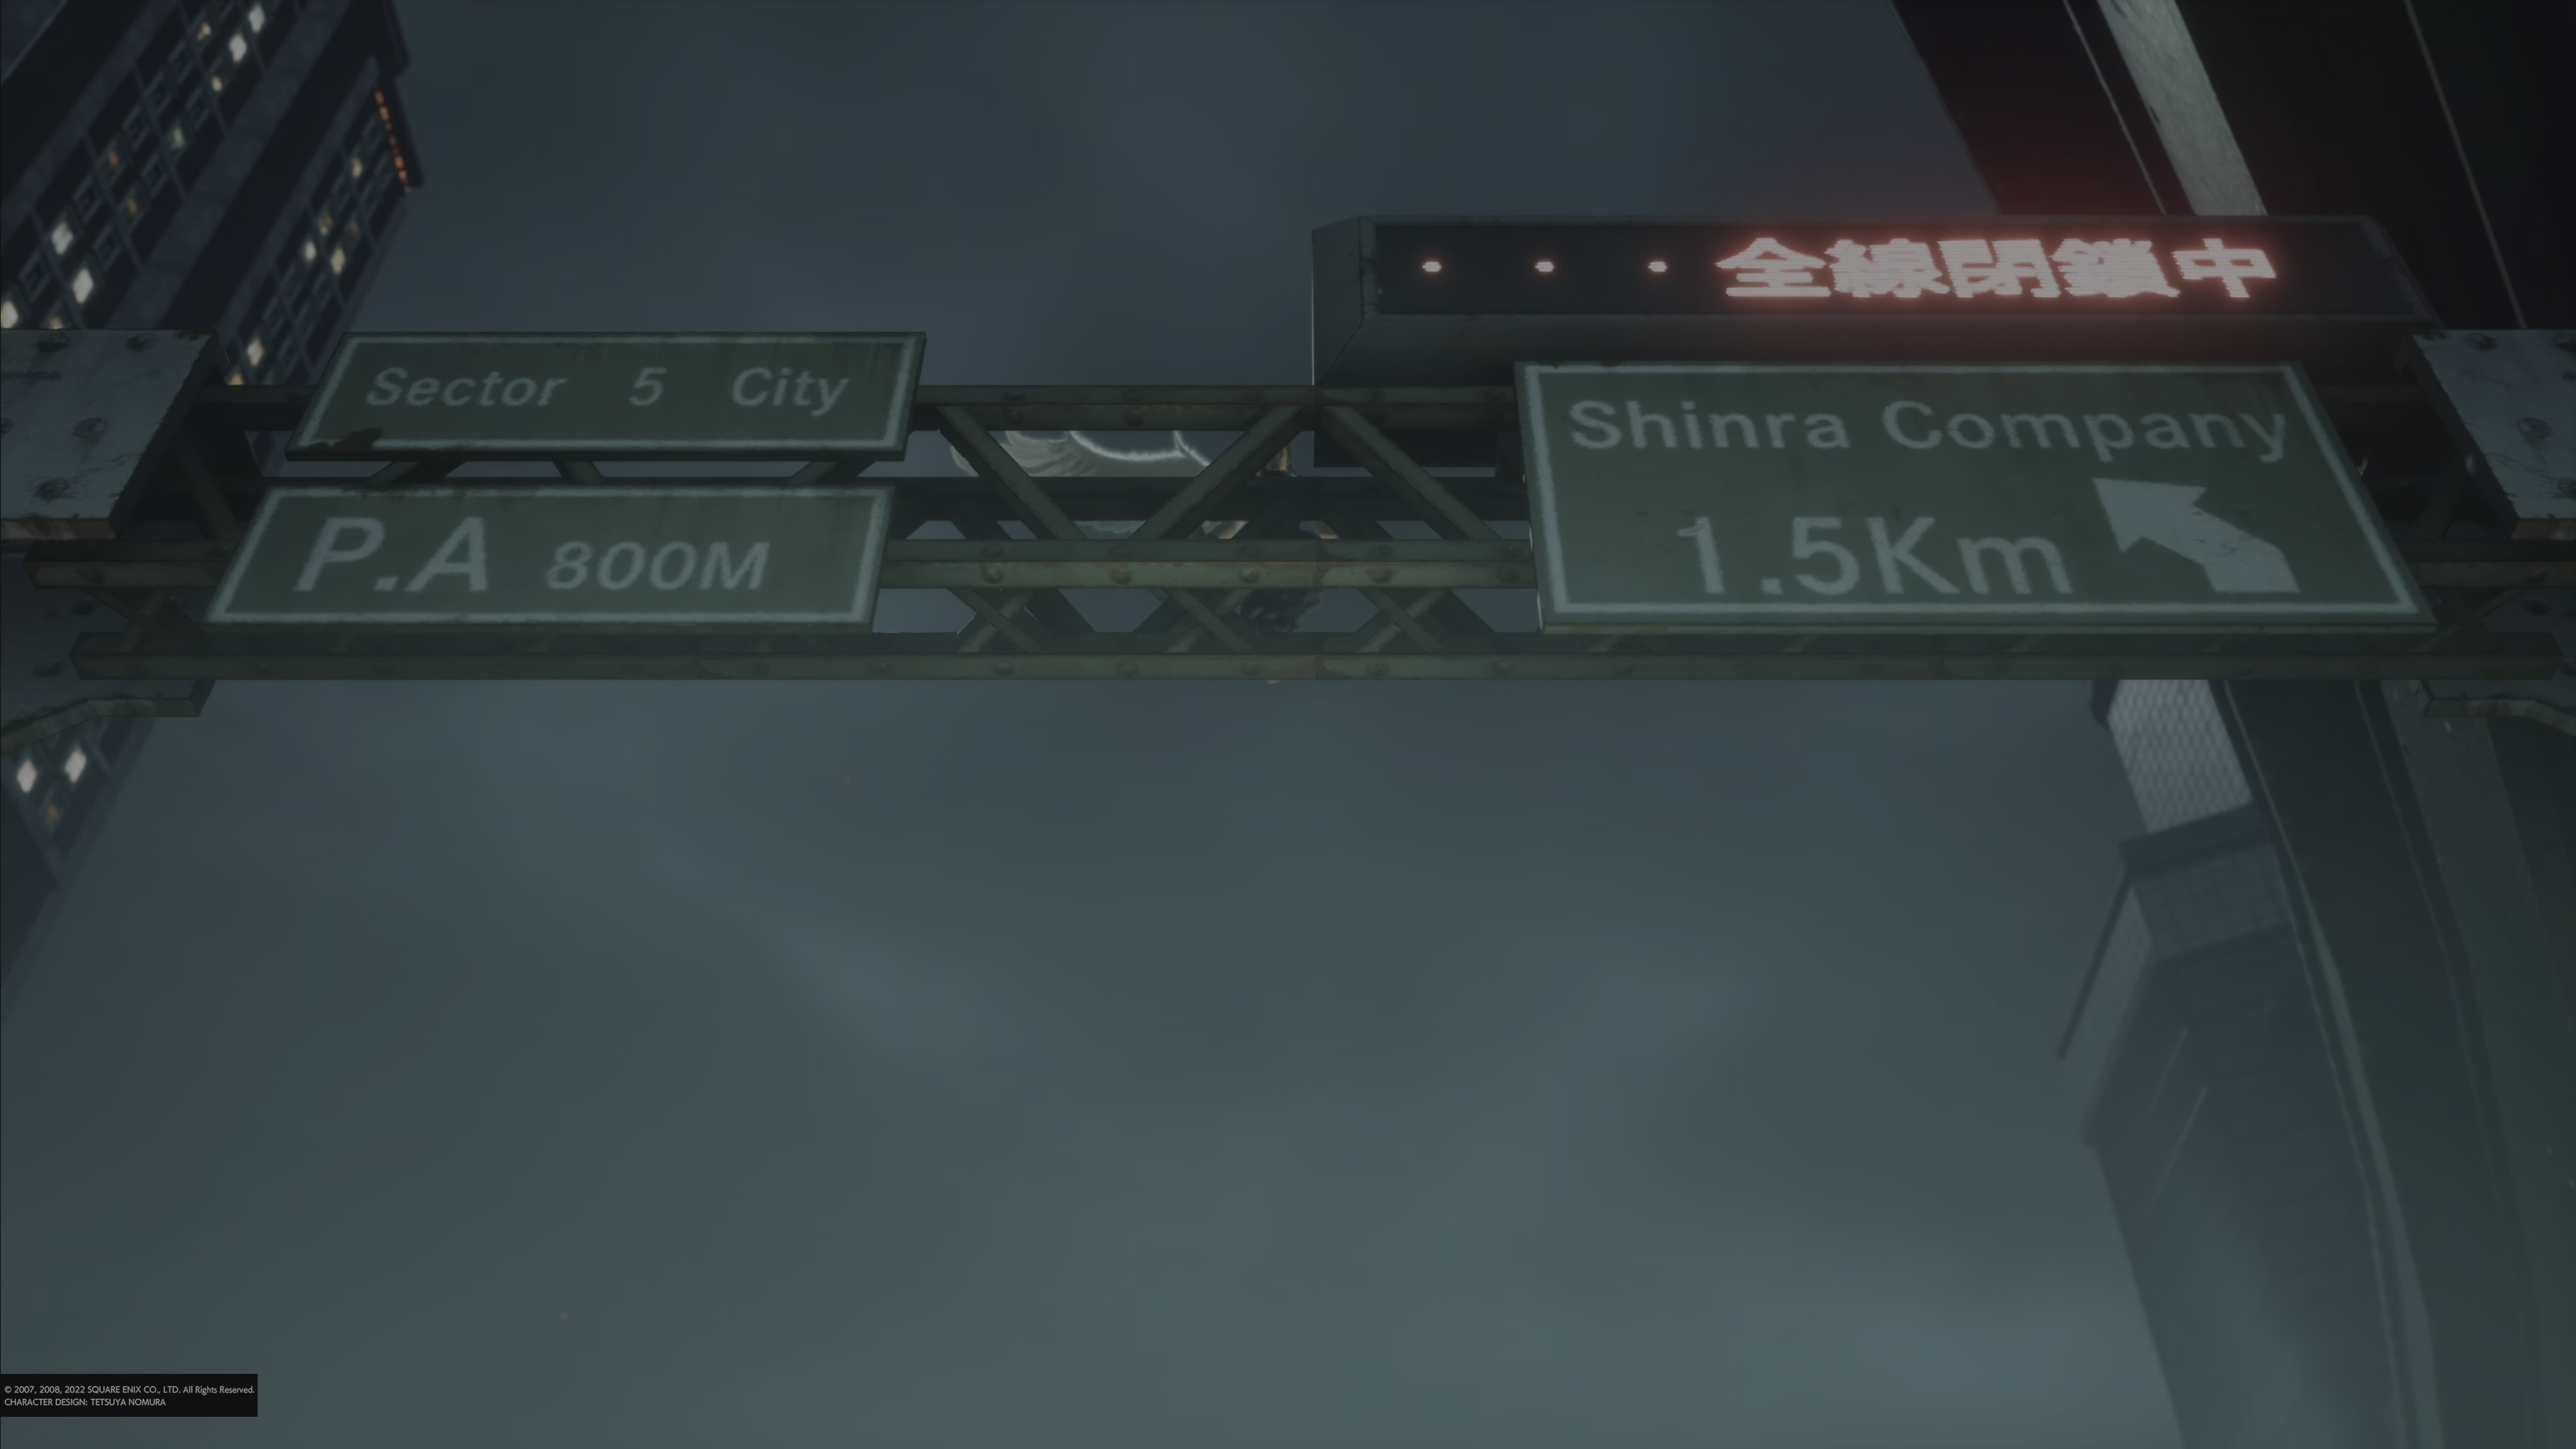 ・・・全線閉鎖中
Sector 5 City
P.A 800M
Shinra Company
1.5Km
© 2007, 2008, 2022 SQUARE ENIX CO., LTD. All Rights Reserved.
CHARACTER DESIGN: TETSUYA NOMURA